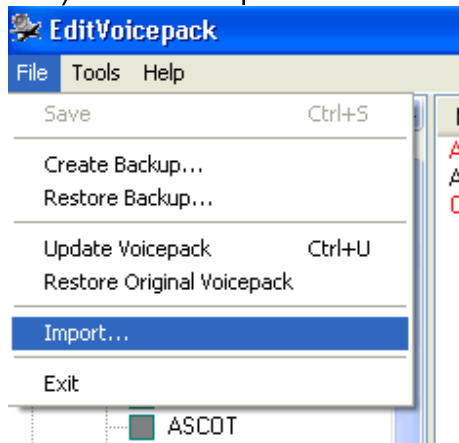 EditVoicepack
File Tools Help
Save Ctrl+S
Create Backup...
Restore Backup...
Update Voicepack Ctrl+U
Restore Original Voicepack
Import...
Exit
ASCOT